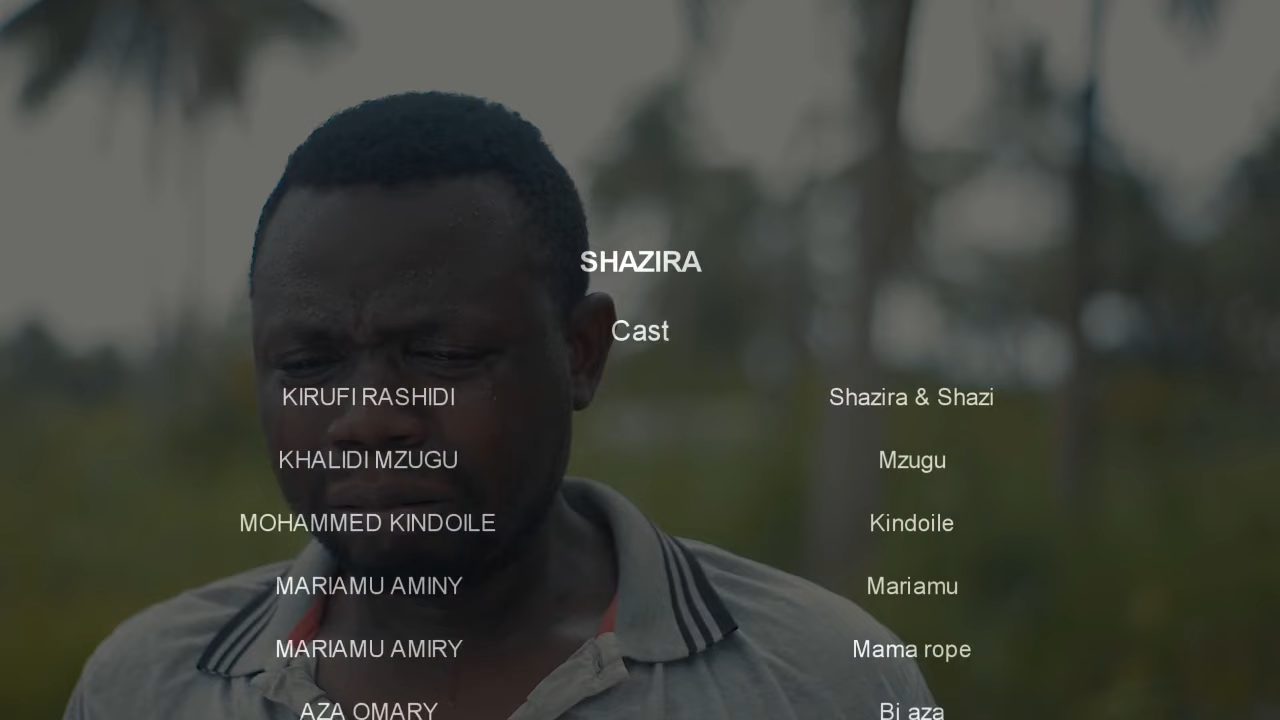 SHAZIRA
Cast
KIRUFI RASHIDI Shazira & Shazi
KHALIDI MZUGU Mzugu
MOHAMMED KINDOILE Kindoile
MARIAMU AMINY Mariamu
MARIAMU AMIRY Mama rope
AZA OMARY Bi aza